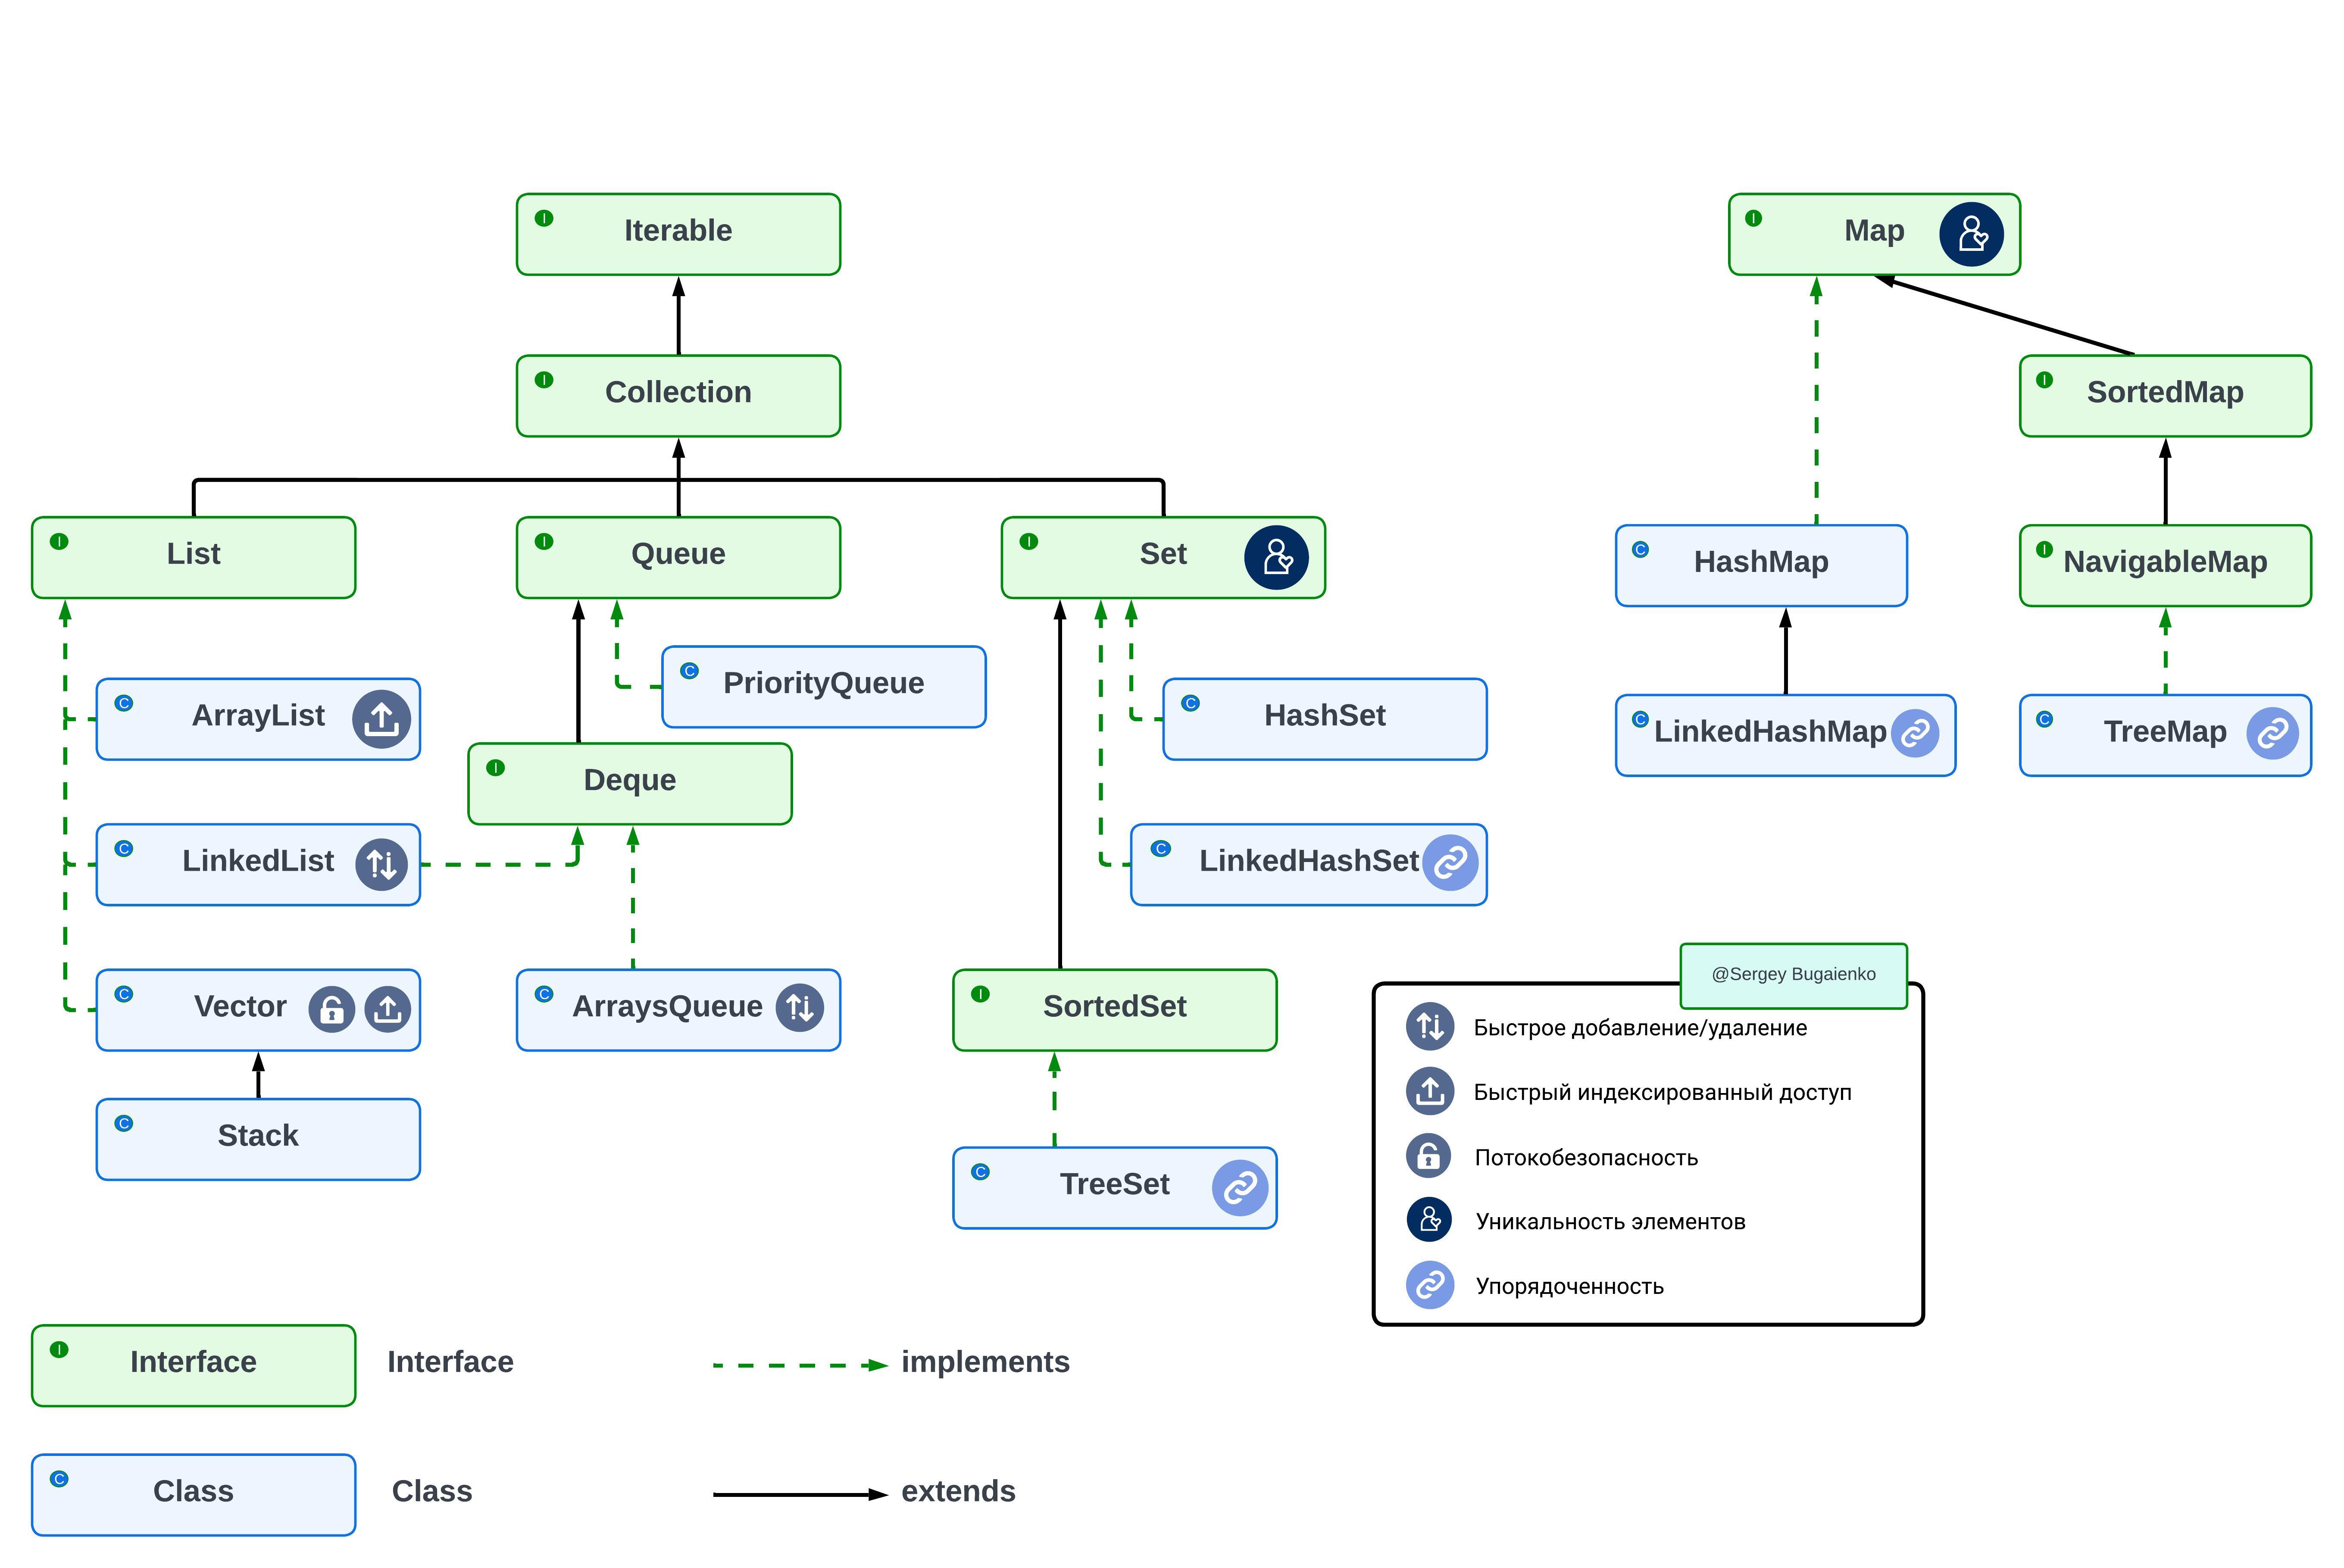 Iterable
Map
Collection
SortedMap
List
Queue
Set
HashMap
NavigableMap
PriorityQueue
ArrayList
HashSet
LinkedHashMap
TreeMap
Deque
LinkedList
LinkedHashSet
@Sergey Bugaienko
Vector
ArraysQueue
SortedSet
Быстрое добавление/удаление
Быстрый индексированный доступ
Stack
Потокобезопасность
TreeSet
Уникальность элементов
Упорядоченность
Interface
Interface
implements
Class
Class
extends